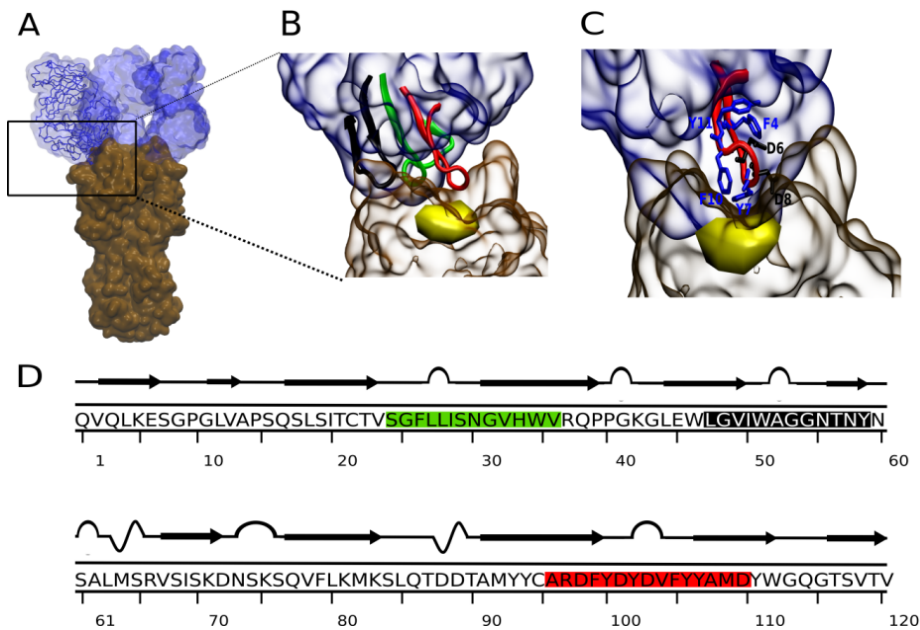 A
B
C
Y11
F4
D6
F10
Y7
D8
D
QVQLKESGPGLVAPSQSLSITCTVSGFLLISNGVHWVRQPPGKGLEWLGVIWAGGNTNYN
1 10 20 30 40 50 60
SALMSRVSISKDNSKSQVFLKMKSLQTDDTAMYYCARDFYDYDVFYYAMDYWGQGTSVTV
61 70 80 90 100 110 120